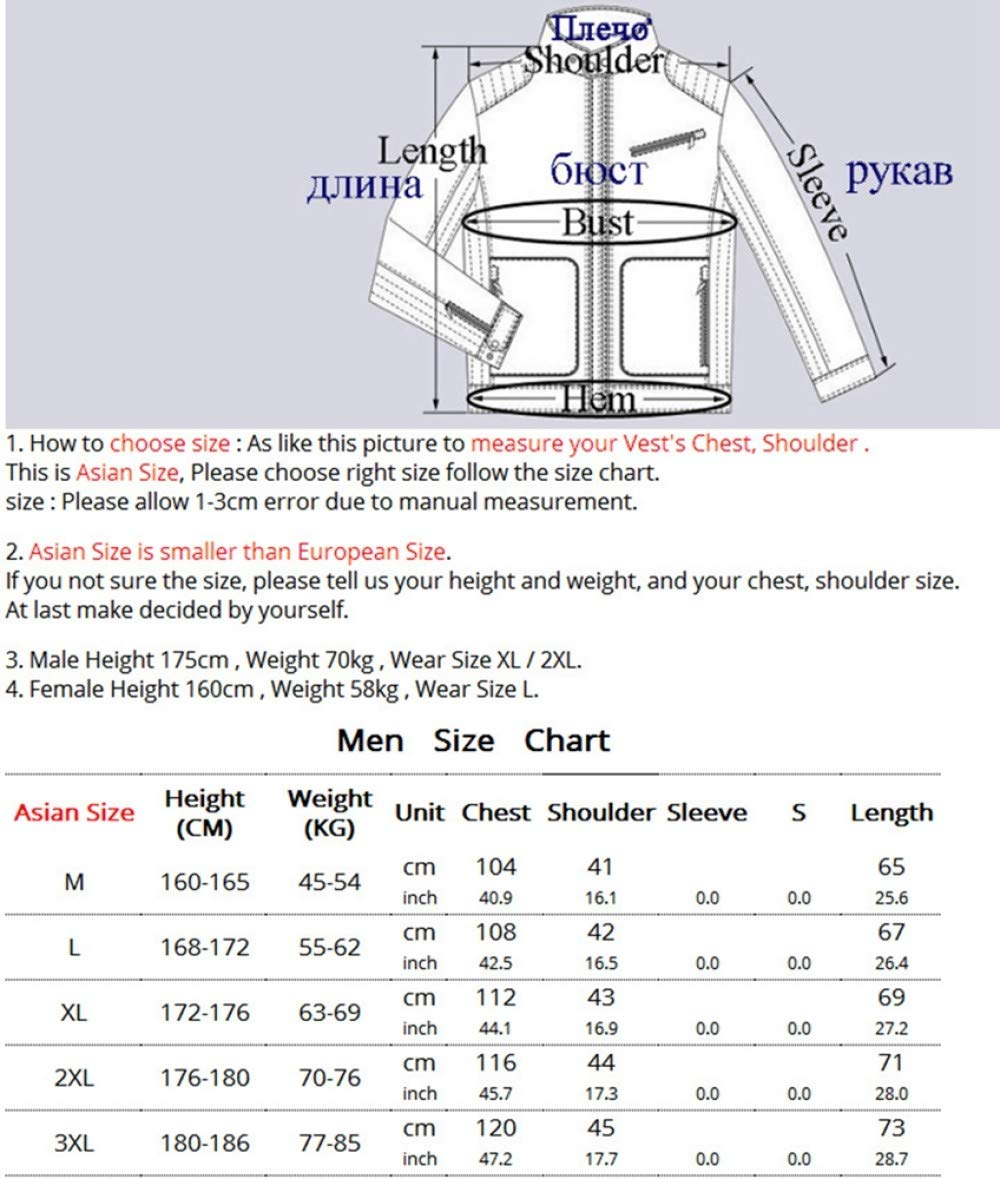 Плечо
Shoulder
Length
длина
бюст
Bust
Sleeve
рукав
Hem
1. How to choose size : As like this picture to measure your Vest's Chest, Shoulder .
This is Asian Size, Please choose right size follow the size chart.
size : Please allow 1-3cm error due to manual measurement.
2. Asian Size is smaller than European Size.
If you not sure the size, please tell us your height and weight, and your chest, shoulder size.
At last make decided by yourself.
3. Male Height 175cm , Weight 70kg , Wear Size XL / 2XL.
4. Female Height 160cm , Weight 58kg , Wear Size L.
Men Size Chart
Asian Size Height (CM) Weight (KG) Unit Chest Shoulder Sleeve S Length
M 160-165 45-54 cm 104 41 65
inch 40.9 16.1 0.0 0.0 25.6
L 168-172 55-62 cm 108 42 67
inch 42.5 16.5 0.0 0.0 26.4
XL 172-176 63-69 cm 112 43 69
inch 44.1 16.9 0.0 0.0 27.2
2XL 176-180 70-76 cm 116 44 71
inch 45.7 17.3 0.0 0.0 28.0
3XL 180-186 77-85 cm 120 45 73
inch 47.2 17.7 0.0 0.0 28.7